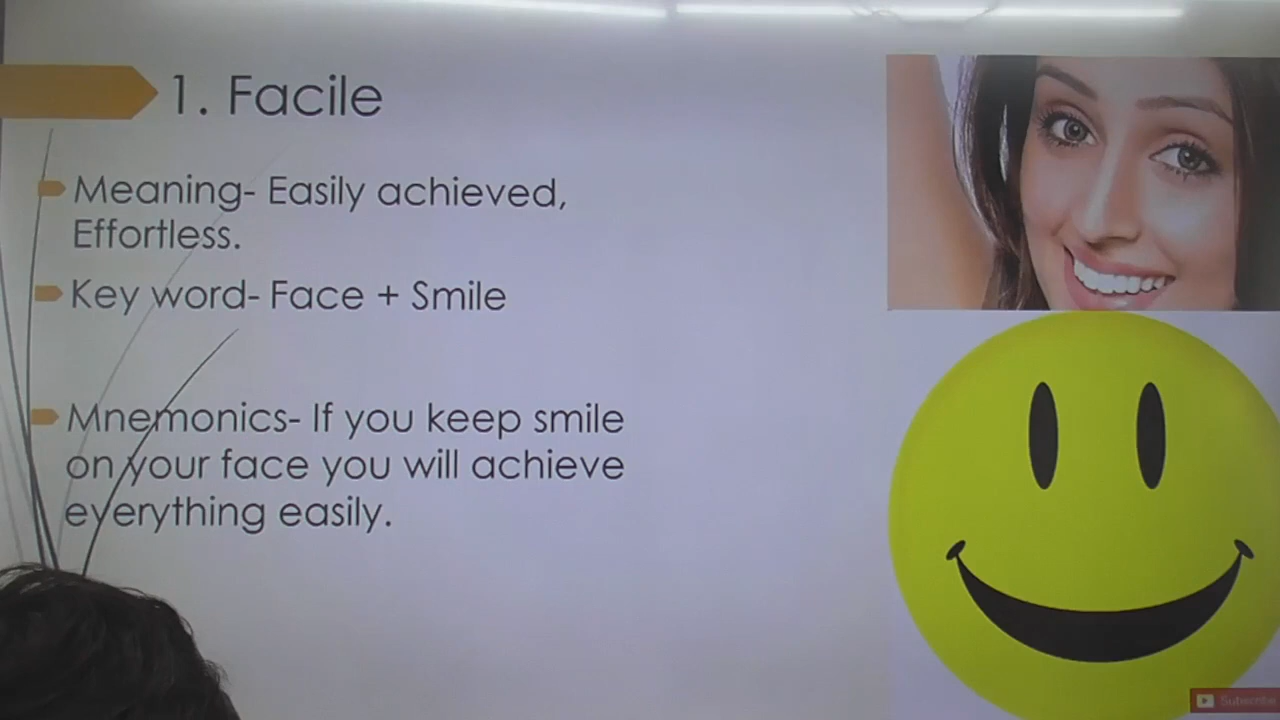 1. Facile
Meaning- Easily achieved,
Effortless.
Key word- Face + Smile
Mnemonics- If you keep smile
on your face you will achieve
everything easily.
Subscribe